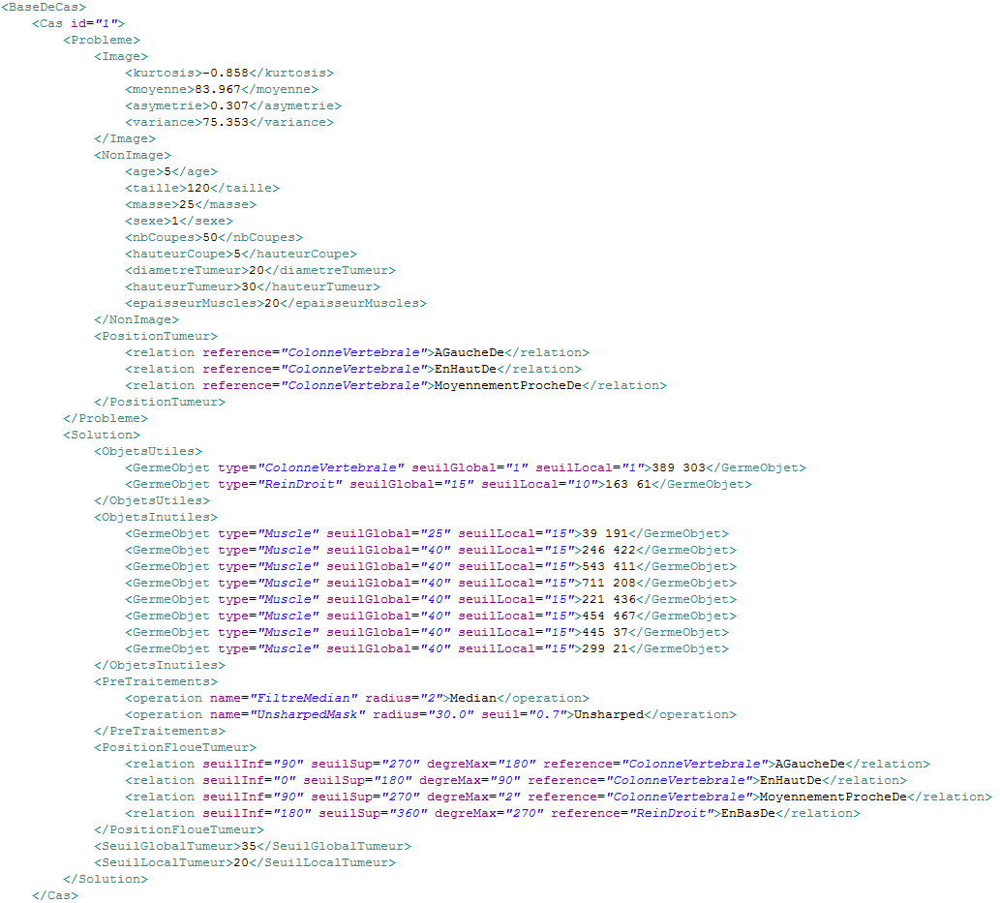 <BaseDeCas>
<Cas id="1">
<Probleme>
<Image>
<kurtosis>-0.858</kurtosis>
<moyenne>83.967</moyenne>
<asymetrie>0.307</asymetrie>
<variance>75.353</variance>
</Image>
<NonImage>
<age>5</age>
<taille>120</taille>
<masse>25</masse>
<sexe>1</sexe>
<nbCoupes>50</nbCoupes>
<hauteurCoupe>5</hauteurCoupe>
<diametreTumeur>20</diametreTumeur>
<hauteurTumeur>30</hauteurTumeur>
<epaisseurMuscles>20</epaisseurMuscles>
</NonImage>
<PositionTumeur>
<relation reference="ColonneVertebrale">AGaucheDe</relation>
<relation reference="ColonneVertebrale">EnHautDe</relation>
<relation reference="ColonneVertebrale">MoyennementProcheDe</relation>
</PositionTumeur>
</Probleme>
<Solution>
<ObjetsUtiles>
<GermeObjet type="ColonneVertebrale" seuilGlobal="1" seuilLocal="1">389 303</GermeObjet>
<GermeObjet type="ReinDroit" seuilGlobal="15" seuilLocal="10">163 61</GermeObjet>
</ObjetsUtiles>
<ObjetsInutiles>
<GermeObjet type="Muscle" seuilGlobal="25" seuilLocal="15">39 191</GermeObjet>
<GermeObjet type="Muscle" seuilGlobal="40" seuilLocal="15">246 422</GermeObjet>
<GermeObjet type="Muscle" seuilGlobal="40" seuilLocal="15">543 411</GermeObjet>
<GermeObjet type="Muscle" seuilGlobal="40" seuilLocal="15">711 208</GermeObjet>
<GermeObjet type="Muscle" seuilGlobal="40" seuilLocal="15">221 436</GermeObjet>
<GermeObjet type="Muscle" seuilGlobal="40" seuilLocal="15">454 467</GermeObjet>
<GermeObjet type="Muscle" seuilGlobal="40" seuilLocal="15">445 37</GermeObjet>
<GermeObjet type="Muscle" seuilGlobal="40" seuilLocal="15">299 21</GermeObjet>
</ObjetsInutiles>
<PreTraitements>
<operation name="FiltreMedian" radius="2">Median</operation>
<operation name="UnsharpedMask" radius="30.0" seuil="0.7">Unsharped</operation>
</PreTraitements>
<PositionFloueTumeur>
<relation seuilInf="90" seuilSup="270" degreMax="180" reference="ColonneVertebrale">AGaucheDe</relation>
<relation seuilInf="0" seuilSup="180" degreMax="90" reference="ColonneVertebrale">EnHautDe</relation>
<relation seuilInf="90" seuilSup="270" degreMax="2" reference="ColonneVertebrale">MoyennementProcheDe</relation>
<relation seuilInf="180" seuilSup="360" degreMax="270" reference="ReinDroit">EnBasDe</relation>
</PositionFloueTumeur>
<SeuilGlobalTumeur>35</SeuilGlobalTumeur>
<SeuilLocalTumeur>20</SeuilLocalTumeur>
</Solution>
</Cas>